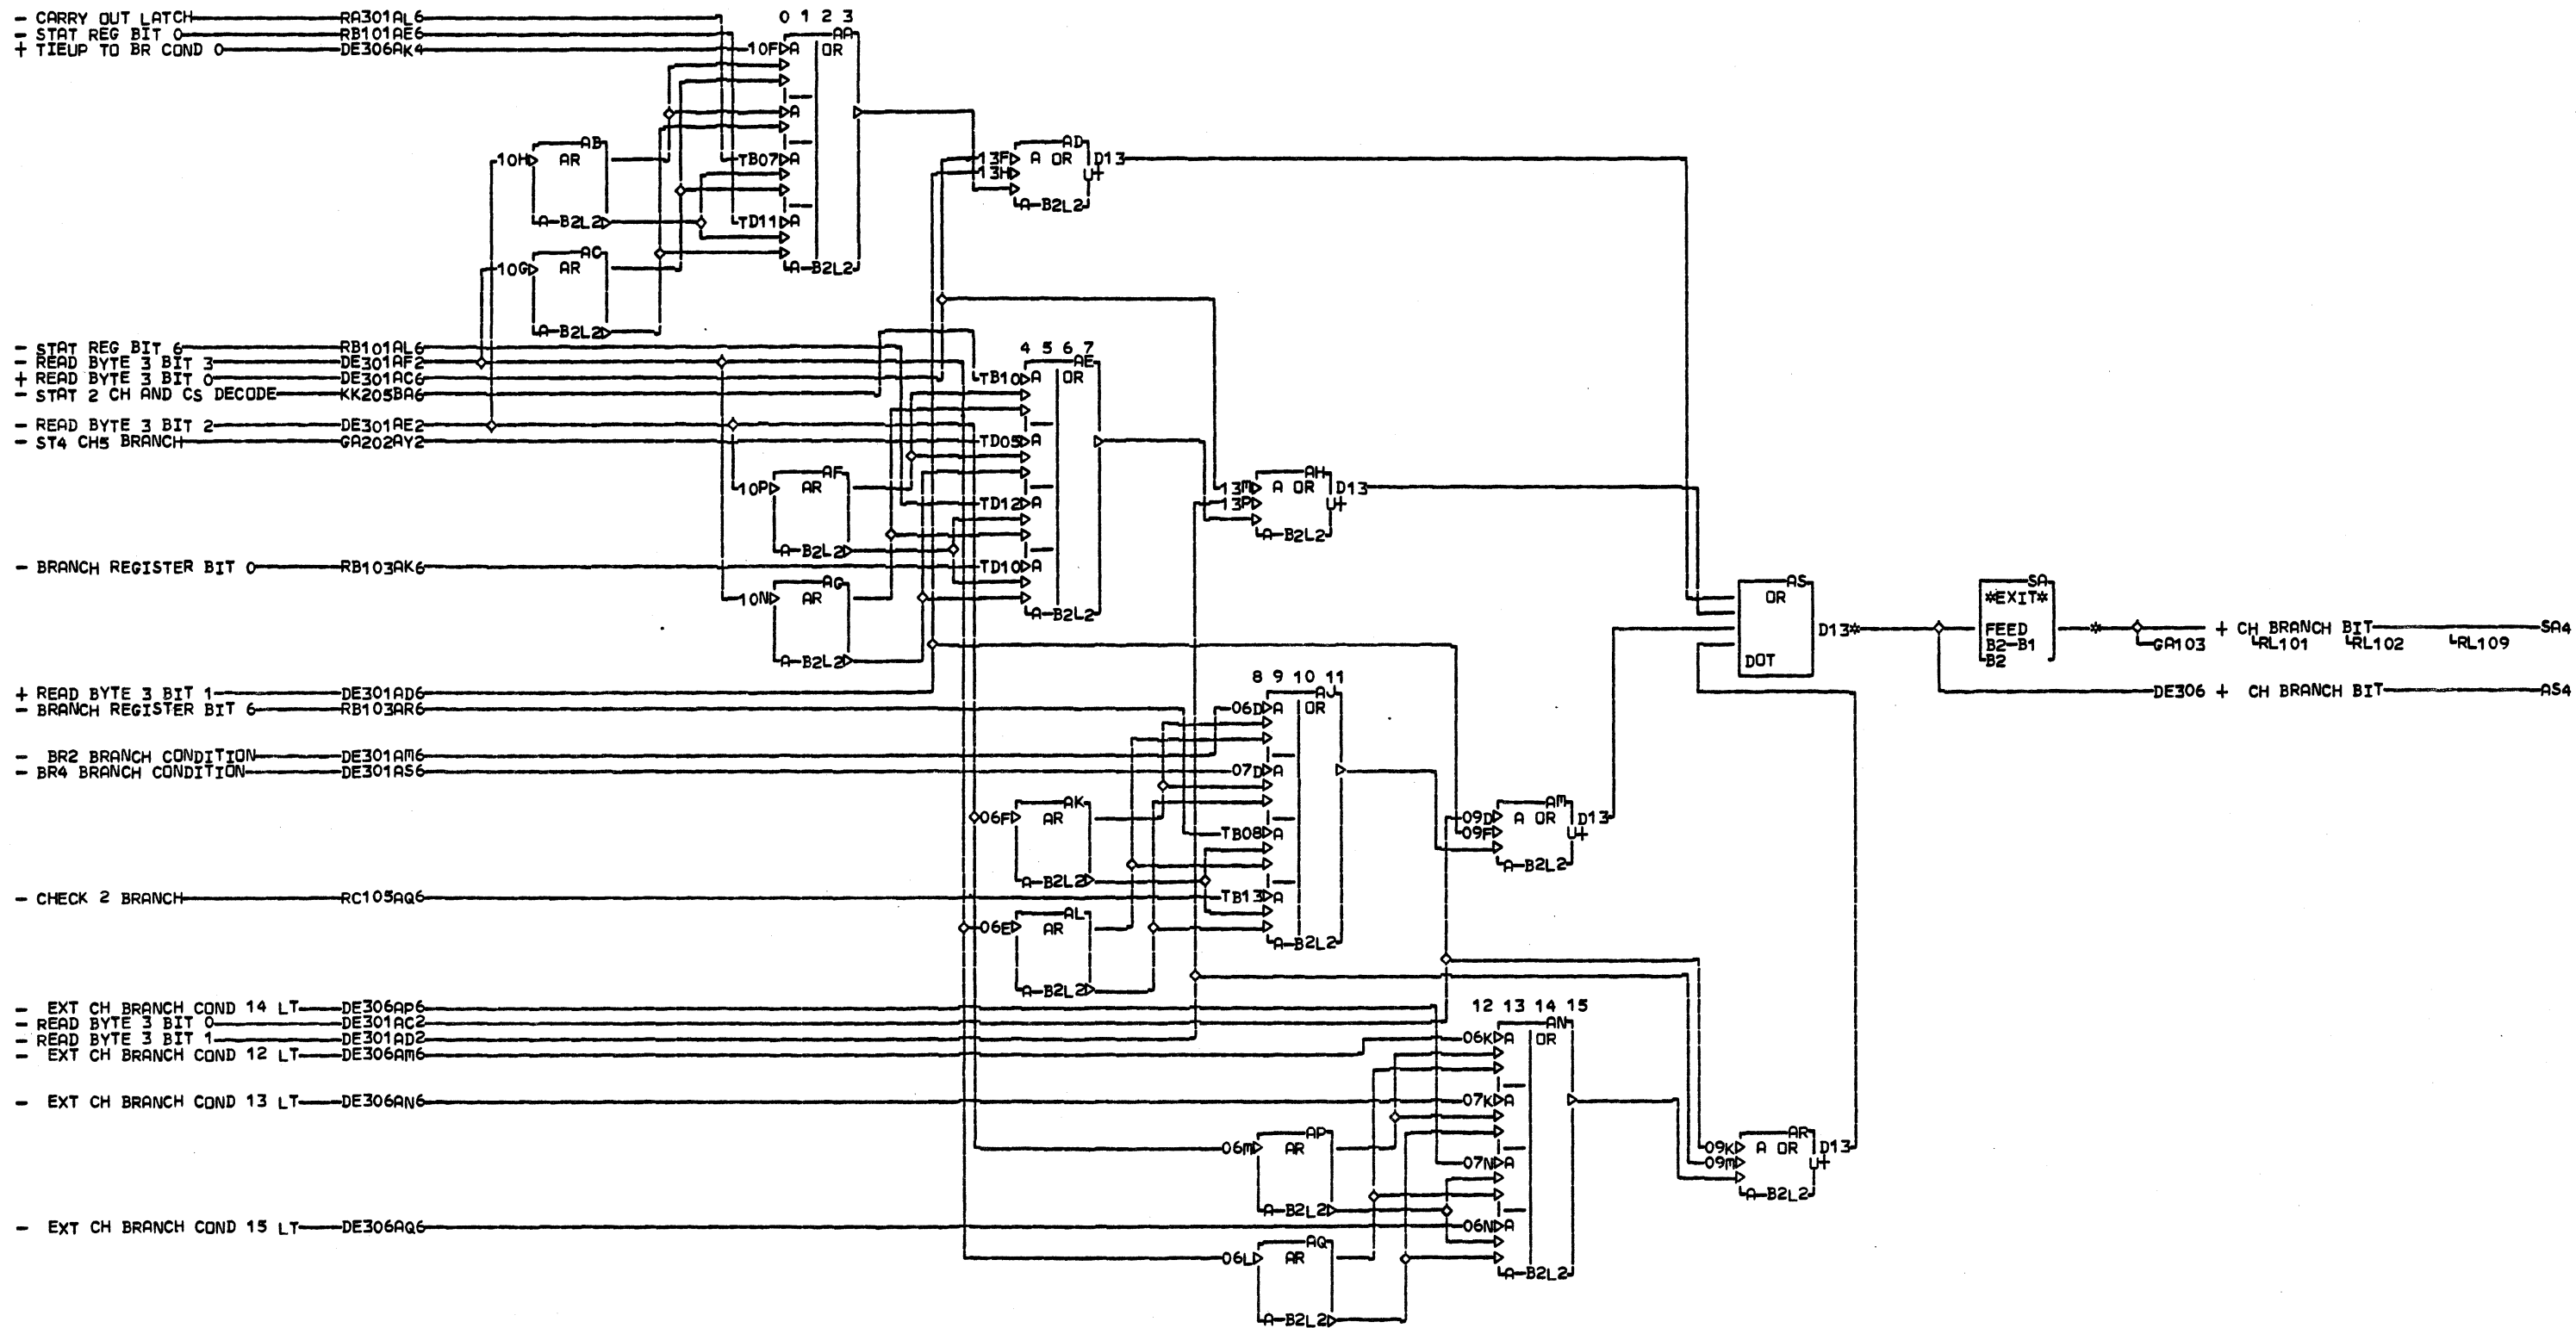 - CARRY OUT LATCH RA301AL6
- STAT REG BIT 0 RB101AE6
+ TIEUP TO BR COND 0 DE306AK4
0 1 2 3
AA
10F A OR
A
TB07 A
TD11 A
A B2L2
AB
10H AR
A B2L2
AC
10G AR
A B2L2
AD
13F A OR D13
13H U+
A B2L2
- STAT REG BIT 6 RB101AL6
- READ BYTE 3 BIT 3 DE301AF2
+ READ BYTE 3 BIT 0 DE301AC6
- STAT 2 CH AND CS DECODE KK205BA6
- READ BYTE 3 BIT 2 DE301AE2
- ST4 CH5 BRANCH GA202AY2
4 5 6 7
AE
TB10 A OR
TD05 A
TD12 A
TD10 A
A B2L2
AF
10P AR
A B2L2
AG
10N AR
A B2L2
AH
13M A OR D13
13P U+
A B2L2
- BRANCH REGISTER BIT 0 RB103AK6
AS
OR
D13*
DOT
SA
*EXIT*
FEED
B2 B1
B2
* + CH BRANCH BIT SA4
GA103 RL101 RL102 RL109
DE306 + CH BRANCH BIT AS4
+ READ BYTE 3 BIT 1 DE301AD6
- BRANCH REGISTER BIT 6 RB103AR6
- BR2 BRANCH CONDITION DE301AM6
- BR4 BRANCH CONDITION DE301AS6
8 9 10 11
AJ
06D A OR
07D A
TB08 A
TB13 A
A B2L2
AK
06F AR
A B2L2
AL
06E AR
A B2L2
AM
09D A OR D13
09F U+
A B2L2
- CHECK 2 BRANCH RC105AQ6
- EXT CH BRANCH COND 14 LT DE306AP6
- READ BYTE 3 BIT 0 DE301AC2
- READ BYTE 3 BIT 1 DE301AD2
- EXT CH BRANCH COND 12 LT DE306AM6
- EXT CH BRANCH COND 13 LT DE306AN6
- EXT CH BRANCH COND 15 LT DE306AQ6
12 13 14 15
AN
06K A OR
07K A
07N A
06N A
A B2L2
AP
06M AR
A B2L2
AQ
06L AR
A B2L2
AR
09K A OR D13
09M U+
A B2L2